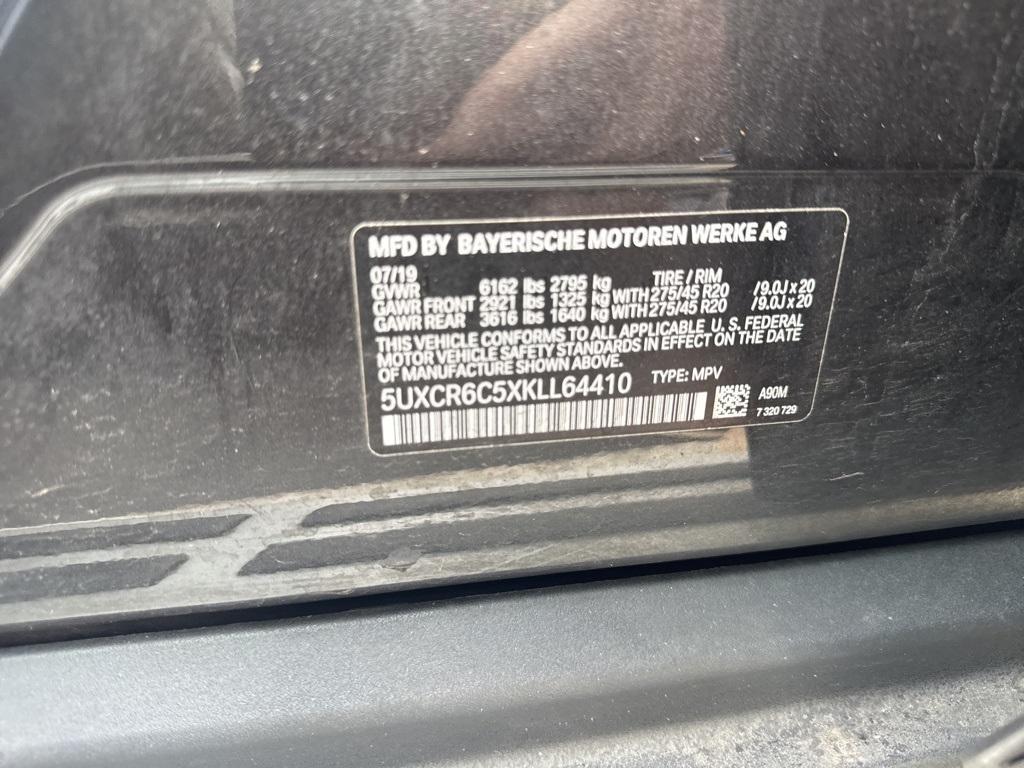 MFD BY BAYERISCHE MOTOREN WERKE AG
07/19 TIRE / RIM
GVWR 6162 lbs 2795 kg
GAWR FRONT 2921 lbs 1325 kg WITH 275/45 R20 /9.0J x 20
GAWR REAR 3616 lbs 1640 kg WITH 275/45 R20 /9.0J x 20
THIS VEHICLE CONFORMS TO ALL APPLICABLE U. S. FEDERAL
MOTOR VEHICLE SAFETY STANDARDS IN EFFECT ON THE DATE
OF MANUFACTURE SHOWN ABOVE.
5UXCR6C5XKLL64410 TYPE: MPV
A90M
7 320 729